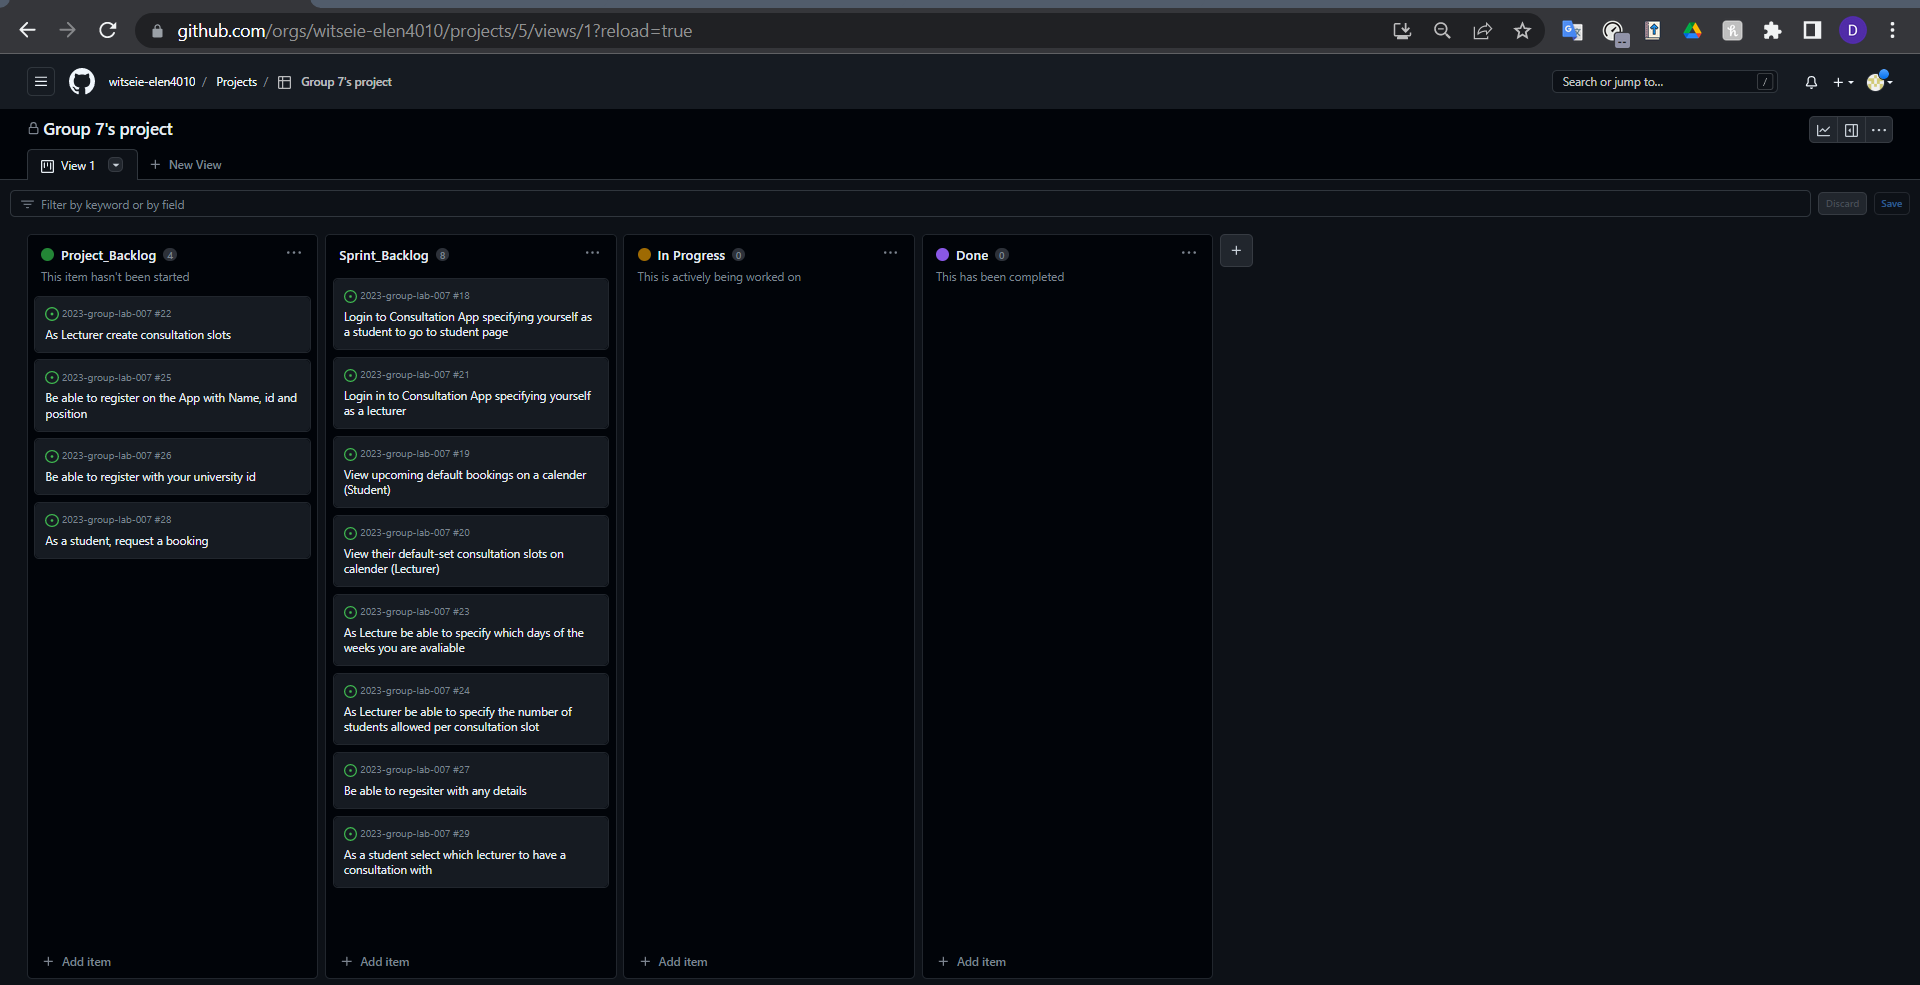 github.com/orgs/witseie-elen4010/projects/5/views/1?reload=true
D
witseie-elen4010 / Projects / Group 7's project
Search or jump to... /
Group 7's project
View 1
New View
Filter by keyword or by field
Discard
Save
Project_Backlog 4
This item hasn't been started
2023-group-lab-007 #22
As Lecturer create consultation slots
2023-group-lab-007 #25
Be able to register on the App with Name, id and
position
2023-group-lab-007 #26
Be able to register with your university id
2023-group-lab-007 #28
As a student, request a booking
+ Add item
Sprint_Backlog 8
2023-group-lab-007 #18
Login to Consultation App specifying yourself as
a student to go to student page
2023-group-lab-007 #21
Login in to Consultation App specifying yourself
as a lecturer
2023-group-lab-007 #19
View upcoming default bookings on a calender
(Student)
2023-group-lab-007 #20
View their default-set consultation slots on
calender (Lecturer)
2023-group-lab-007 #23
As Lecture be able to specify which days of the
weeks you are avaliable
2023-group-lab-007 #24
As Lecturer be able to specify the number of
students allowed per consultation slot
2023-group-lab-007 #27
Be able to regesiter with any details
2023-group-lab-007 #29
As a student select which lecturer to have a
consultation with
+ Add item
In Progress 0
This is actively being worked on
+ Add item
Done 0
This has been completed
+ Add item